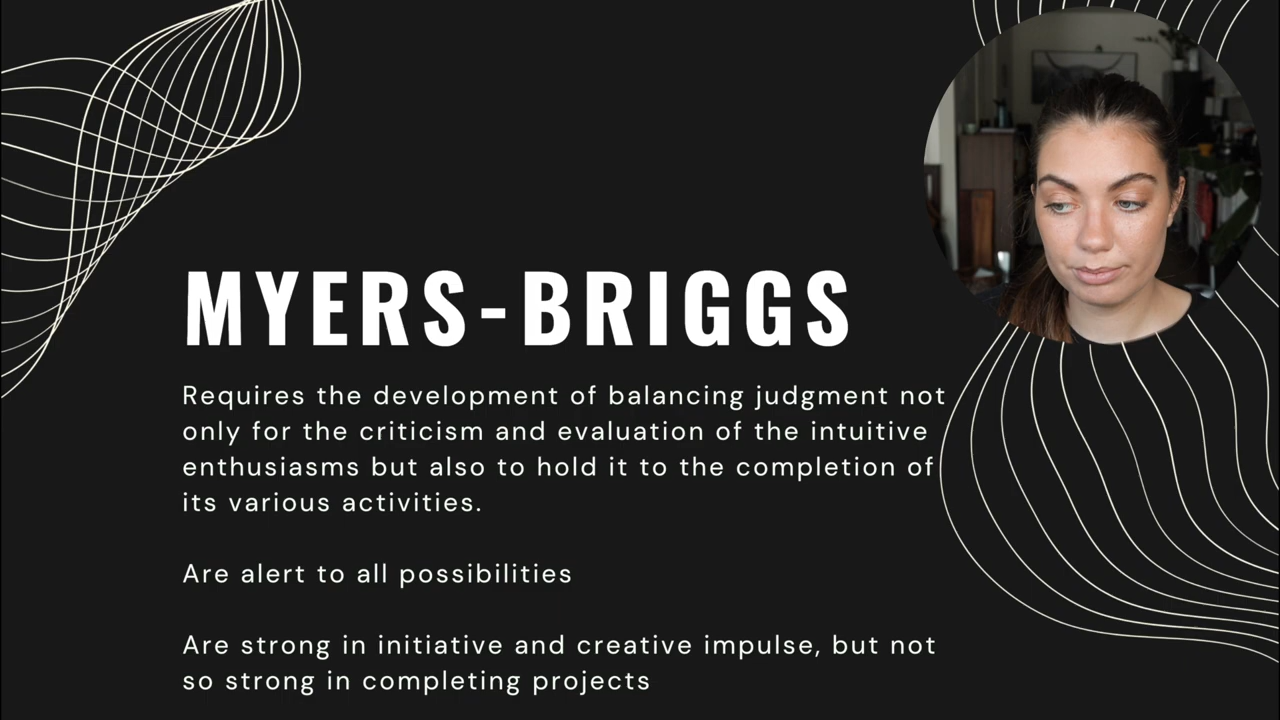 MYERS-BRIGGS
Requires the development of balancing judgment not
only for the criticism and evaluation of the intuitive
enthusiasms but also to hold it to the completion of
its various activities.
Are alert to all possibilities
Are strong in initiative and creative impulse, but not
so strong in completing projects